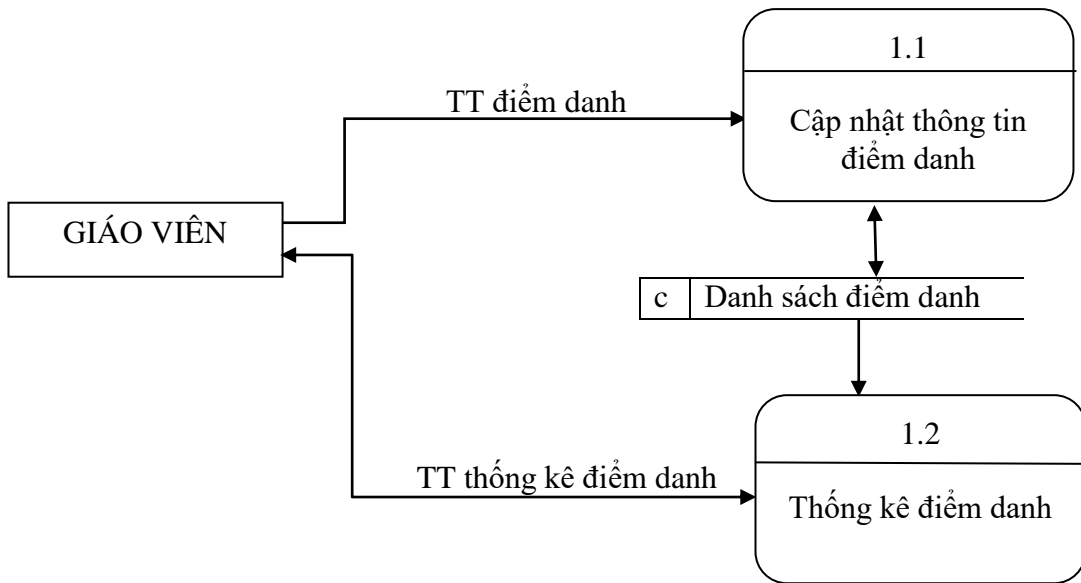 1.1
TT điểm danh
Cập nhật thông tin
điểm danh
GIÁO VIÊN
c Danh sách điểm danh
1.2
TT thống kê điểm danh
Thống kê điểm danh